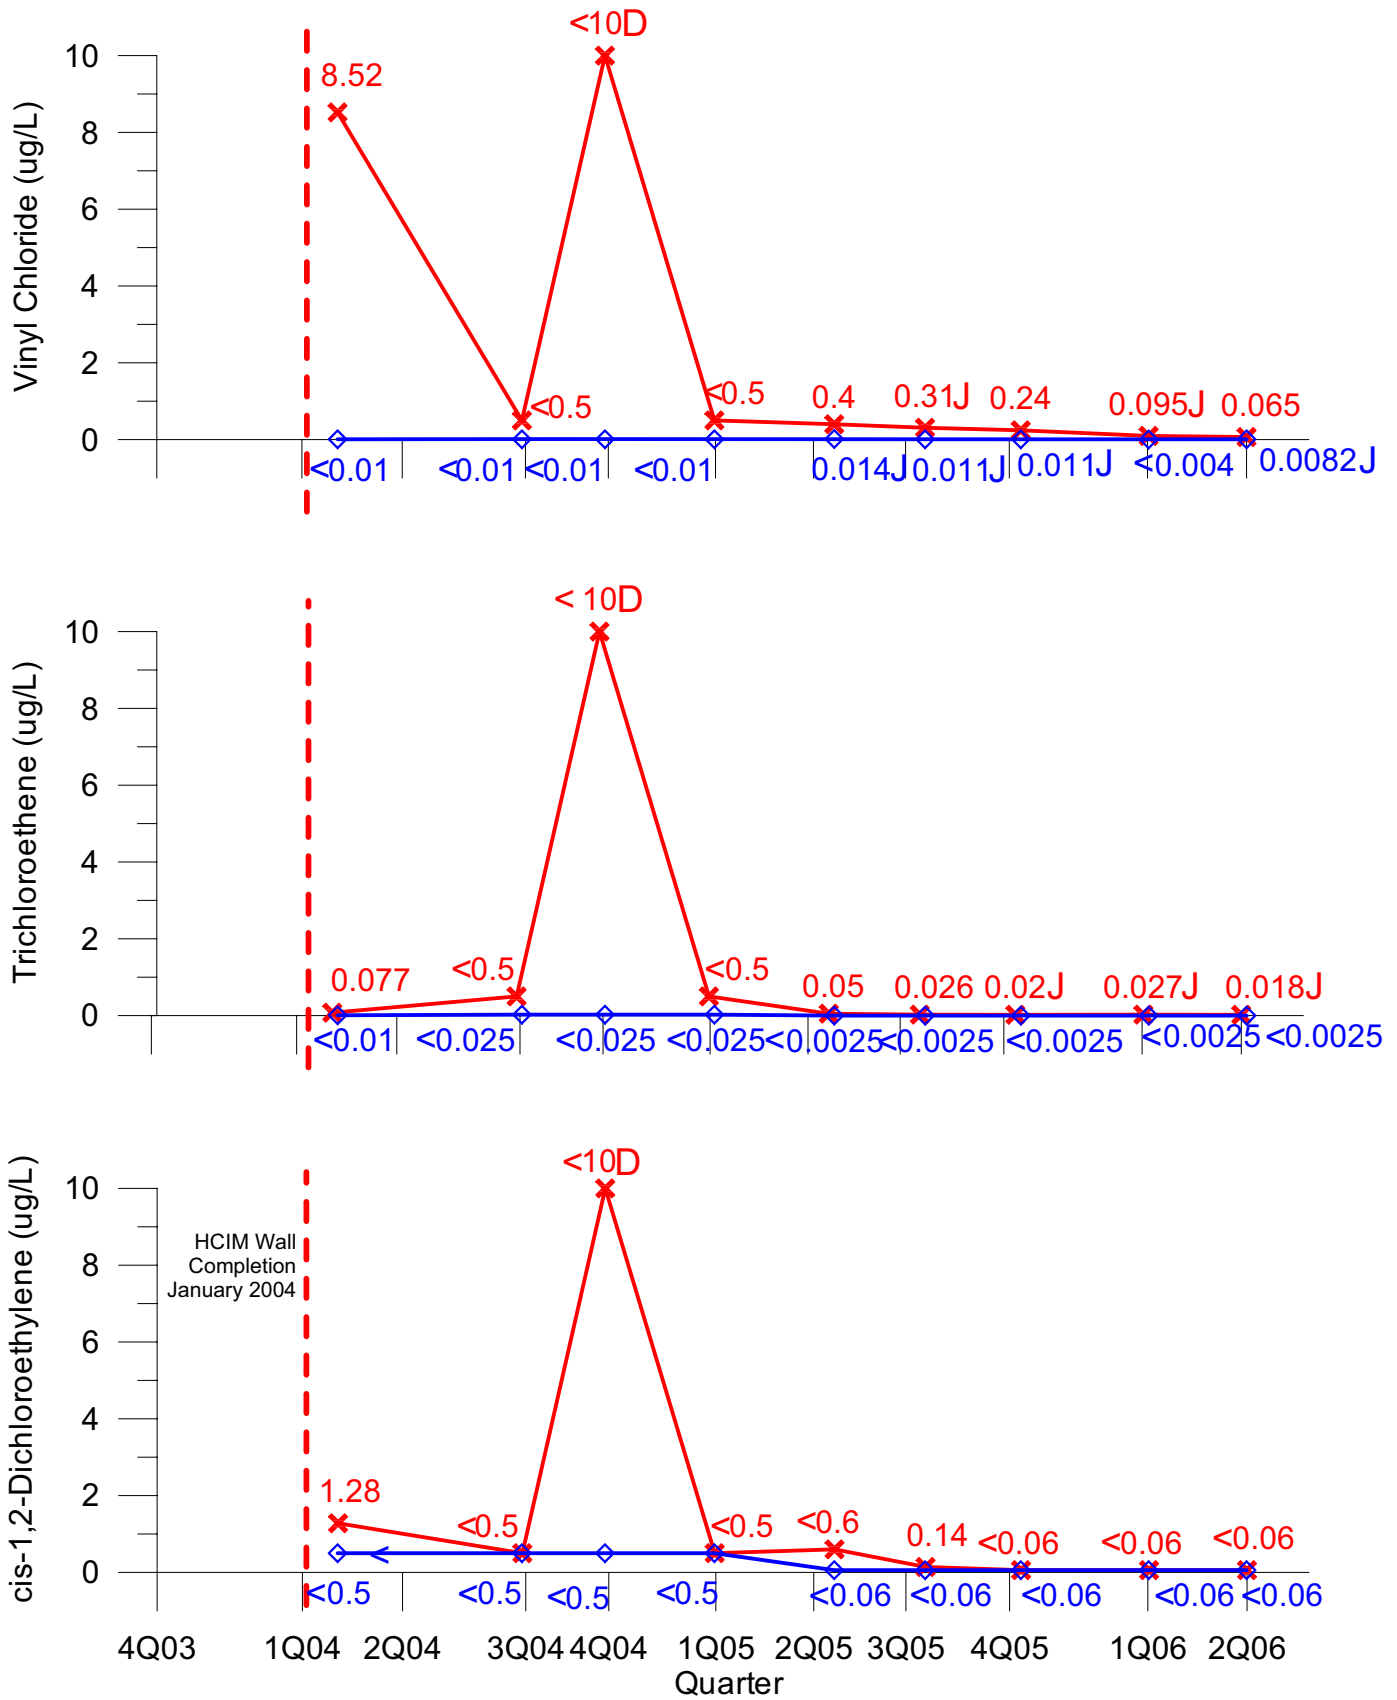 <10D
10
8.52
8
6
4
2
0
Vinyl Chloride (ug/L)
<0.5
<0.5
0.4
0.31J
0.24
0.095J
0.065
<0.01
<0.01
<0.01
<0.01
0.014J
0.011J
0.011J
<0.004
0.0082J
< 10D
10
8
6
4
2
0
Trichloroethene (ug/L)
0.077
<0.5
<0.5
0.05
0.026
0.02J
0.027J
0.018J
<0.01
<0.025
<0.025
<0.025
<0.0025
<0.0025
<0.0025
<0.0025
<0.0025
<10D
10
8
6
4
2
0
cis-1,2-Dichloroethylene (ug/L)
HCIM Wall
Completion
January 2004
1.28
<0.5
<0.5
<0.6
0.14
<0.06
<0.06
<0.06
<
<0.5
<0.5
<0.5
<0.5
<0.06
<0.06
<0.06
<0.06
<0.06
4Q03
1Q04
2Q04
3Q04
4Q04
1Q05
2Q05
3Q05
4Q05
1Q06
2Q06
Quarter